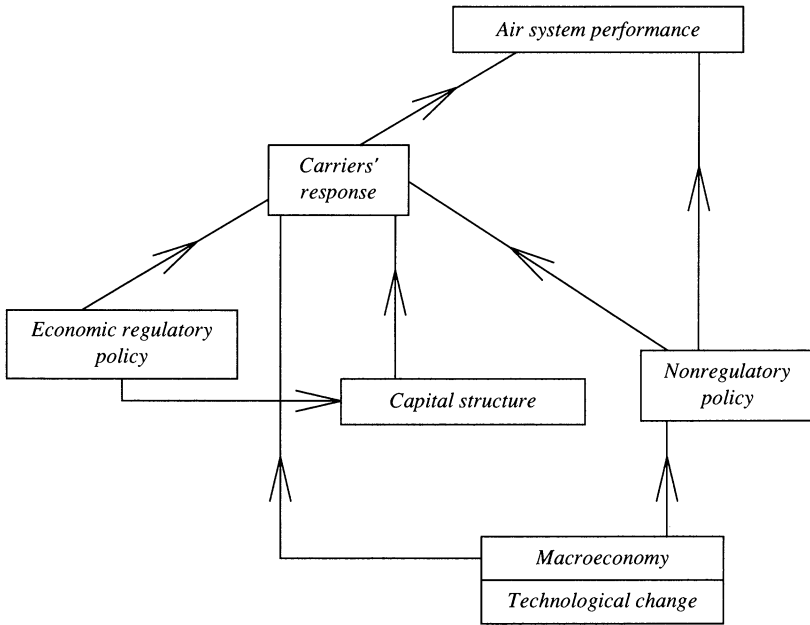 Air system performance
Carriers'
response
Economic regulatory
policy
Capital structure
Nonregulatory
policy
Macroeconomy
Technological change